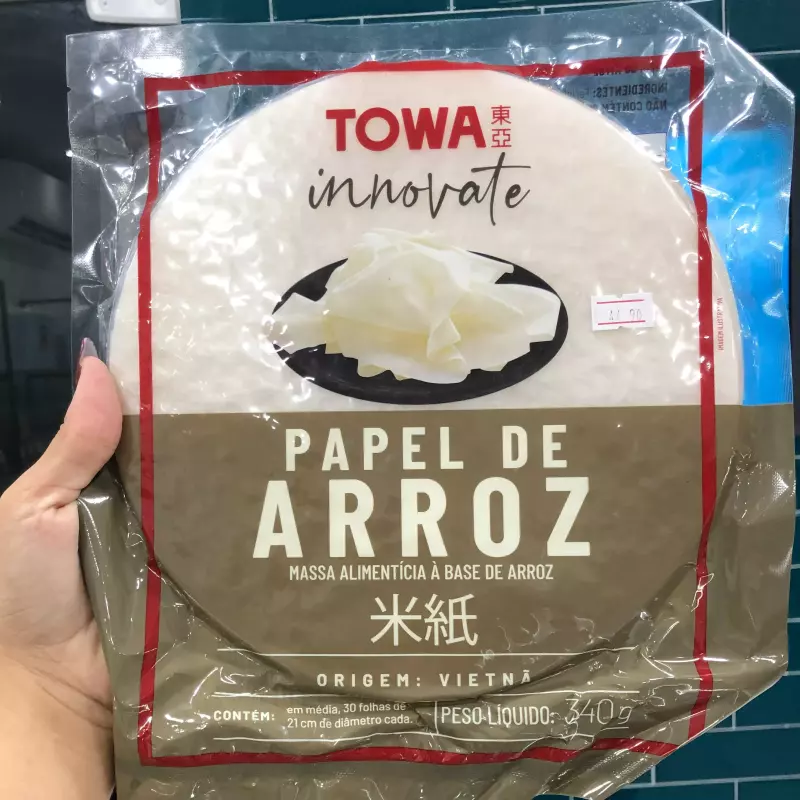 TOWA 東亞
innovate
PAPEL DE
ARROZ
MASSA ALIMENTÍCIA À BASE DE ARROZ
米紙
ORIGEM: VIETNÃ
CONTÉM: em média, 30 folhas de
21 cm de diâmetro cada.
PESO LÍQUIDO: 340g
INGREDIENTES:
NÃO CONTÉM